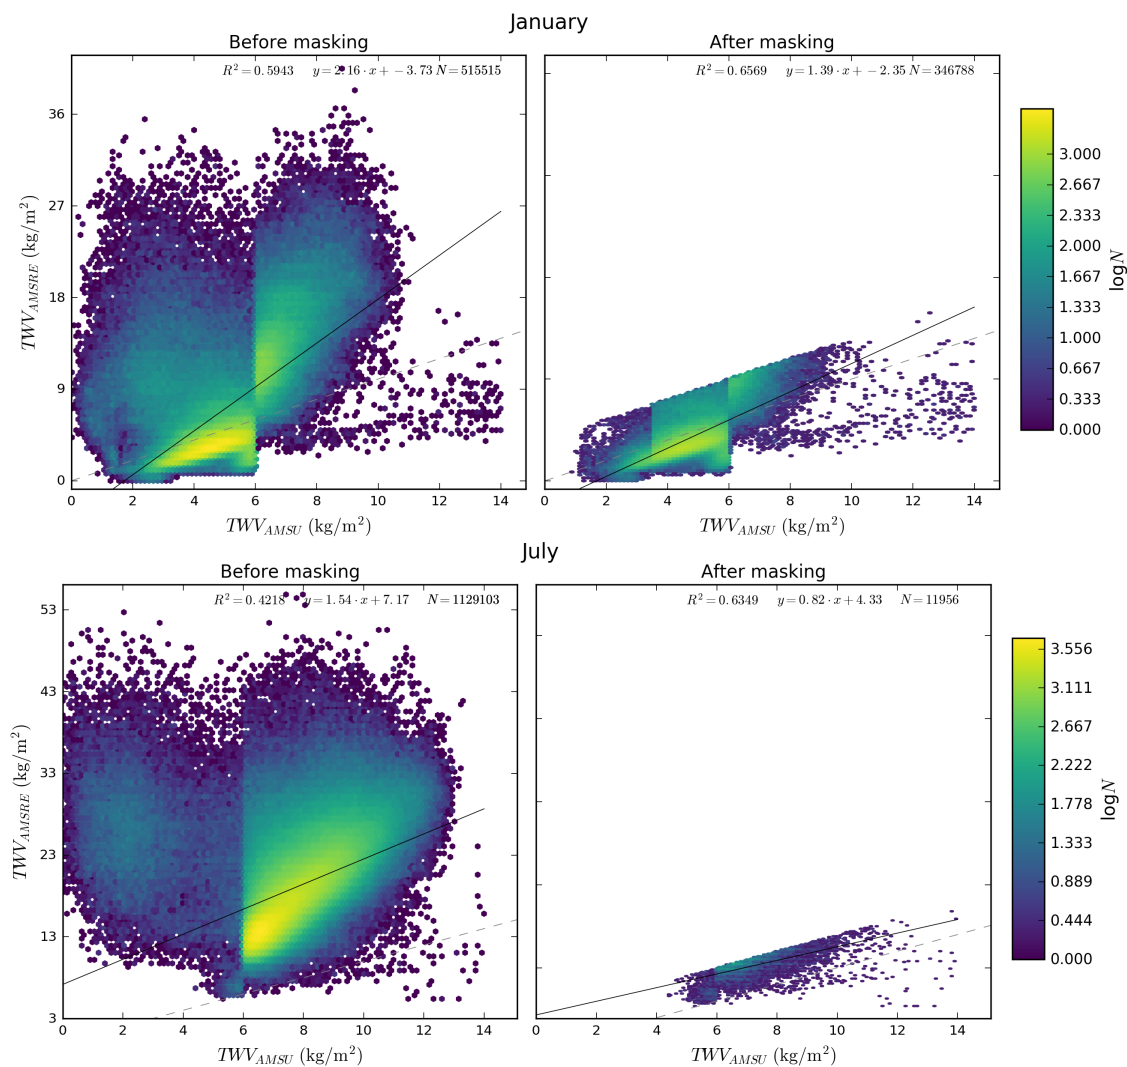 January
Before masking
After masking
R² = 0.5943 y = 2.16 · x + −3.73 N = 515515
R² = 0.6569 y = 1.39 · x + −2.35 N = 346788
36
27
18
9
0
TWV_AMSRE (kg/m²)
0 2 4 6 8 10 12 14
TWV_AMSU (kg/m²)
0 2 4 6 8 10 12 14
TWV_AMSU (kg/m²)
3.000
2.667
2.333
2.000
1.667
1.333
1.000
0.667
0.333
0.000
logN
July
Before masking
After masking
R² = 0.4218 y = 1.54 · x + 7.17 N = 1129103
R² = 0.6349 y = 0.82 · x + 4.33 N = 11956
53
43
33
23
13
3
TWV_AMSRE (kg/m²)
0 2 4 6 8 10 12 14
TWV_AMSU (kg/m²)
0 2 4 6 8 10 12 14
TWV_AMSU (kg/m²)
3.556
3.111
2.667
2.222
1.778
1.333
0.889
0.444
0.000
logN